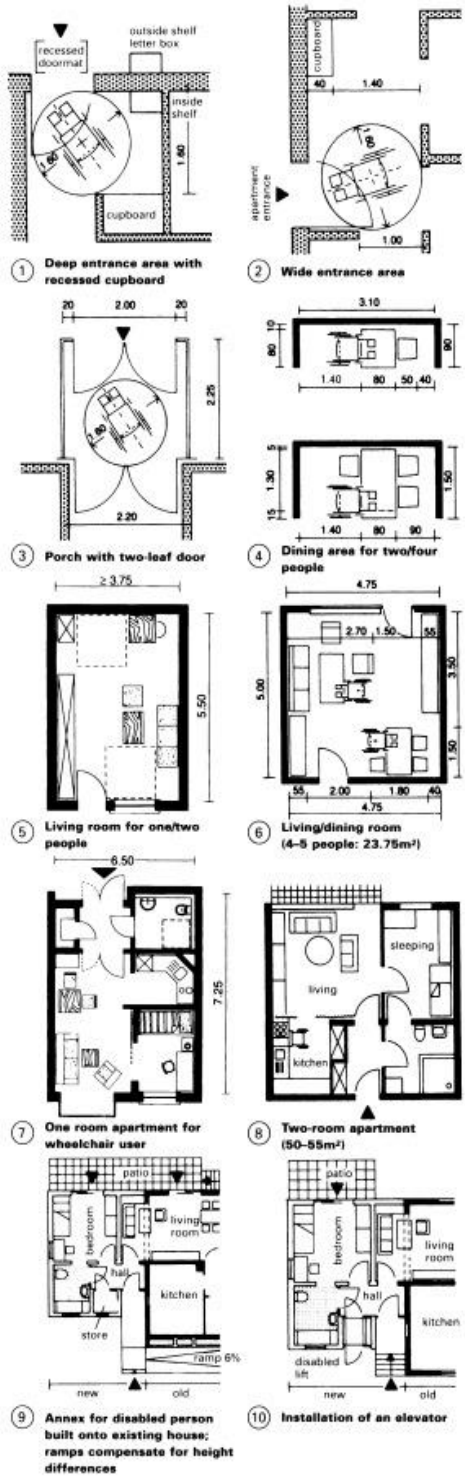 recessed
doormat
outside shelf
letter box
inside
shelf
1.60
1.60
cupboard
1 Deep entrance area with
recessed cupboard
cupboard
40
1.40
1.60
apartment
entrance
1.00
2 Wide entrance area
20
2.00
20
2.25
1.60
2.20
3 Porch with two-leaf door
3.10
10
80
90
1.40
80
50
40
5
1.30
15
1.50
1.40
80
90
4 Dining area for two/four
people
≥ 3.75
5.50
5 Living room for one/two
people
4.75
2.70
1.50
55
5.00
3.50
1.50
55
2.00
1.80
40
4.75
6 Living/dining room
(4–5 people: 23.75m²)
6.50
7.25
7 One room apartment for
wheelchair user
living
sleeping
kitchen
8 Two-room apartment
(50–55m²)
patio
bedroom
living
room
hall
kitchen
store
ramp 6%
new
old
9 Annex for disabled person
built onto existing house;
ramps compensate for height
differences
patio
bedroom
living
room
hall
kitchen
disabled
lift
new
old
10 Installation of an elevator